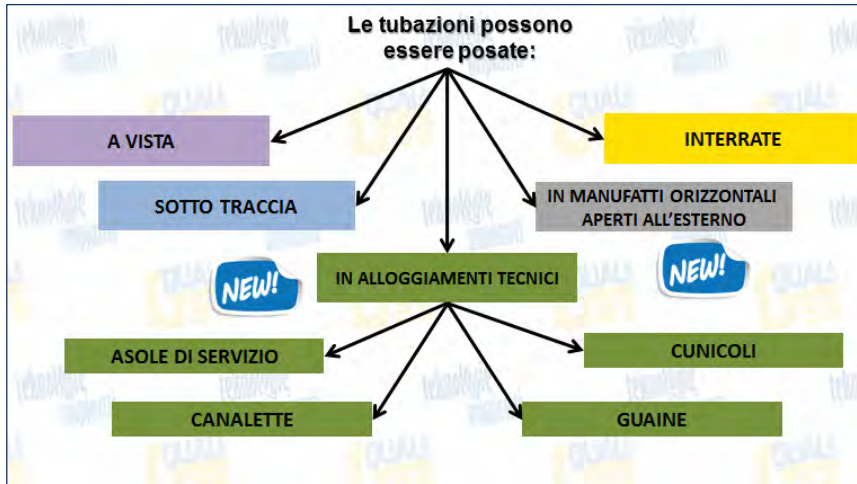 Le tubazioni possono
essere posate:
A VISTA
INTERRATE
SOTTO TRACCIA
IN MANUFATTI ORIZZONTALI
APERTI ALL'ESTERNO
NEW!
IN ALLOGGIAMENTI TECNICI
NEW!
ASOLE DI SERVIZIO
CUNICOLI
CANALETTE
GUAINE